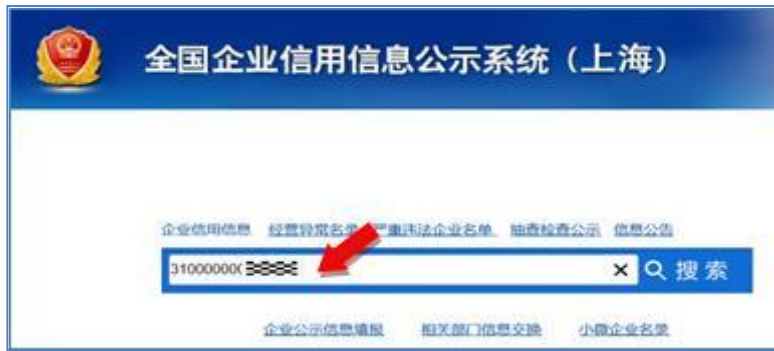 全国企业信用信息公示系统（上海）
企业信用信息 经营异常名单 严重违法企业名单 抽查检查公示 信息公告
31000000 搜索
企业公示信息填报 相关部门信息交换 小微企业名录